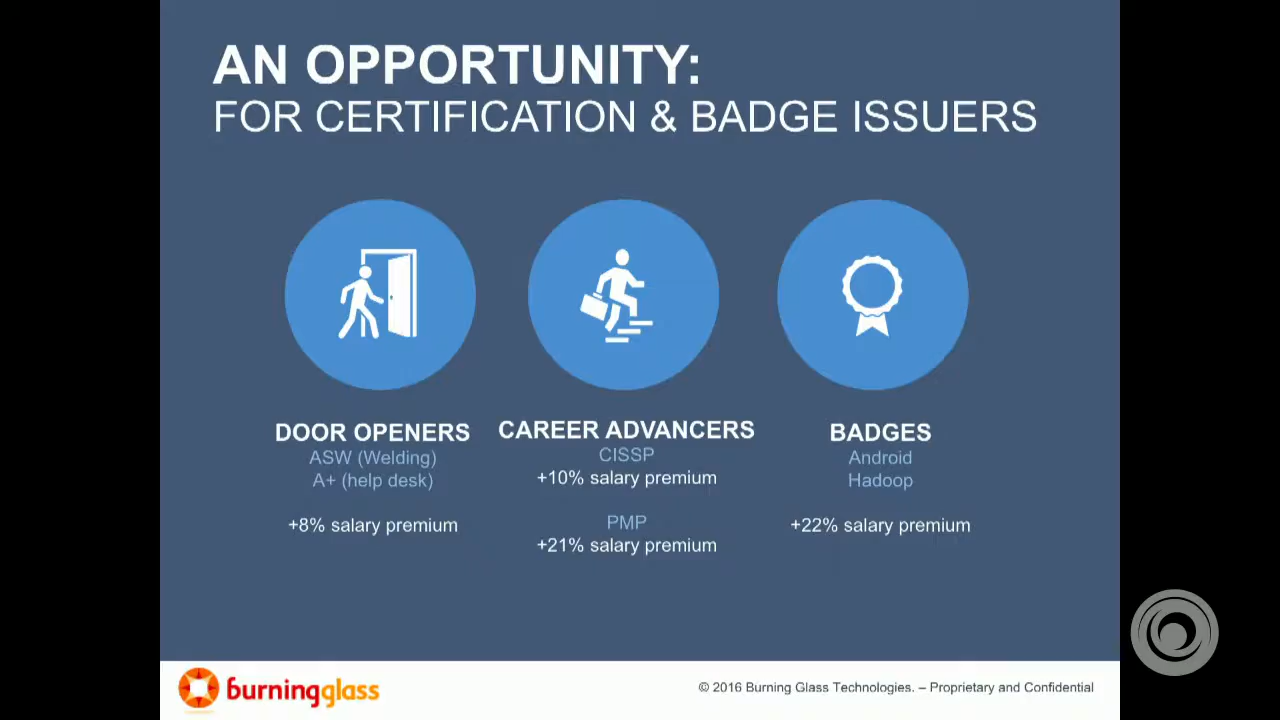 AN OPPORTUNITY:
FOR CERTIFICATION & BADGE ISSUERS
DOOR OPENERS
ASW (Welding)
A+ (help desk)
+8% salary premium
CAREER ADVANCERS
CISSP
+10% salary premium
PMP
+21% salary premium
BADGES
Android
Hadoop
+22% salary premium
burningglass
© 2016 Burning Glass Technologies. – Proprietary and Confidential